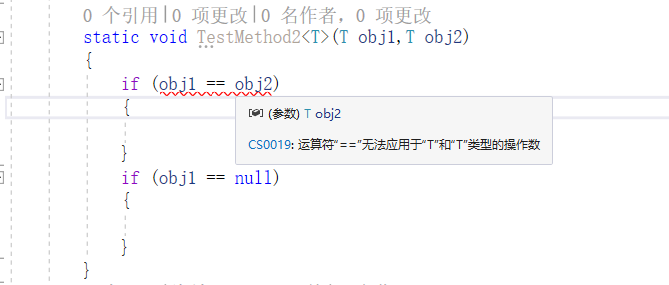 0 个引用|0 项更改|0 名作者，0 项更改
static void TestMethod2<T>(T obj1,T obj2)
{
if (obj1 == obj2)
{
(参数) T obj2
CS0019: 运算符“==”无法应用于“T”和“T”类型的操作数
}
if (obj1 == null)
{
}
}